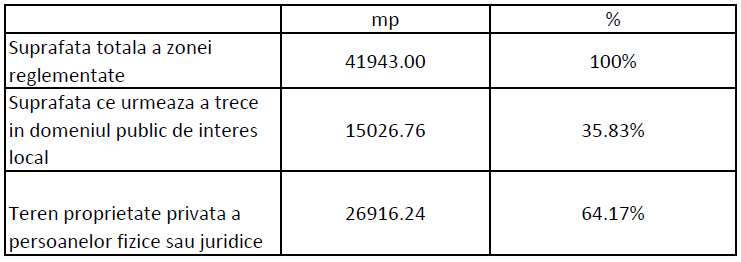 mp %
Suprafata totala a zonei
reglementate 41943.00 100%
Suprafata ce urmeaza a trece
in domeniul public de interes 15026.76 35.83%
local
Teren proprietate privata a 26916.24 64.17%
persoanelor fizice sau juridice